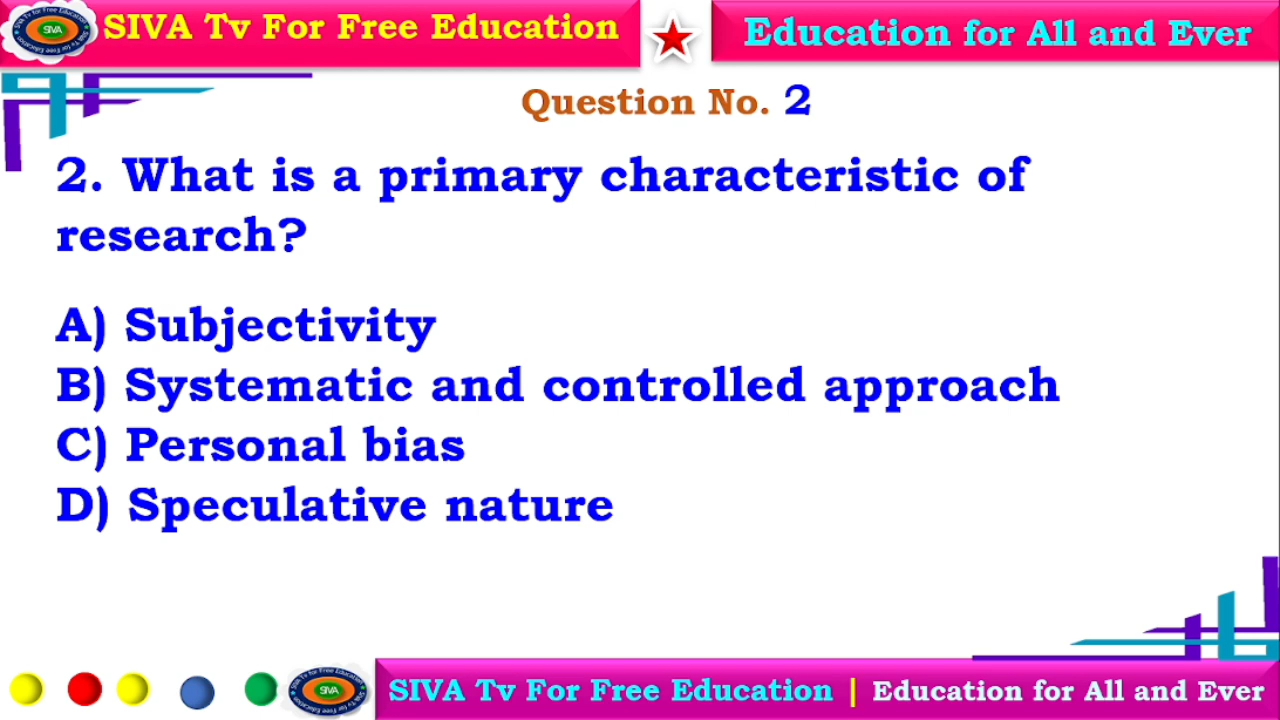 SIVA Tv For Free Education
Education for All and Ever
SIVA
Question No. 2
2. What is a primary characteristic of
research?
A) Subjectivity
B) Systematic and controlled approach
C) Personal bias
D) Speculative nature
SIVA
SIVA Tv For Free Education | Education for All and Ever